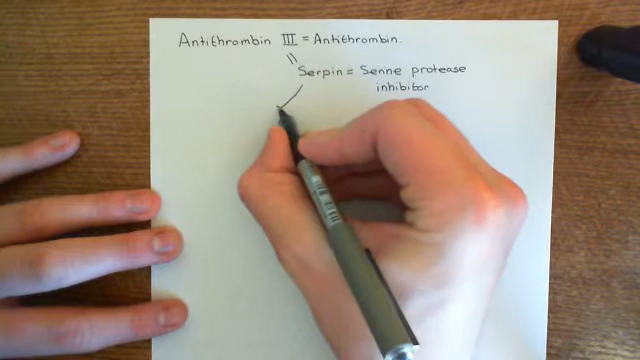 Antithrombin III = Antithrombin.
=
Serpin = Serine protease
inhibitor